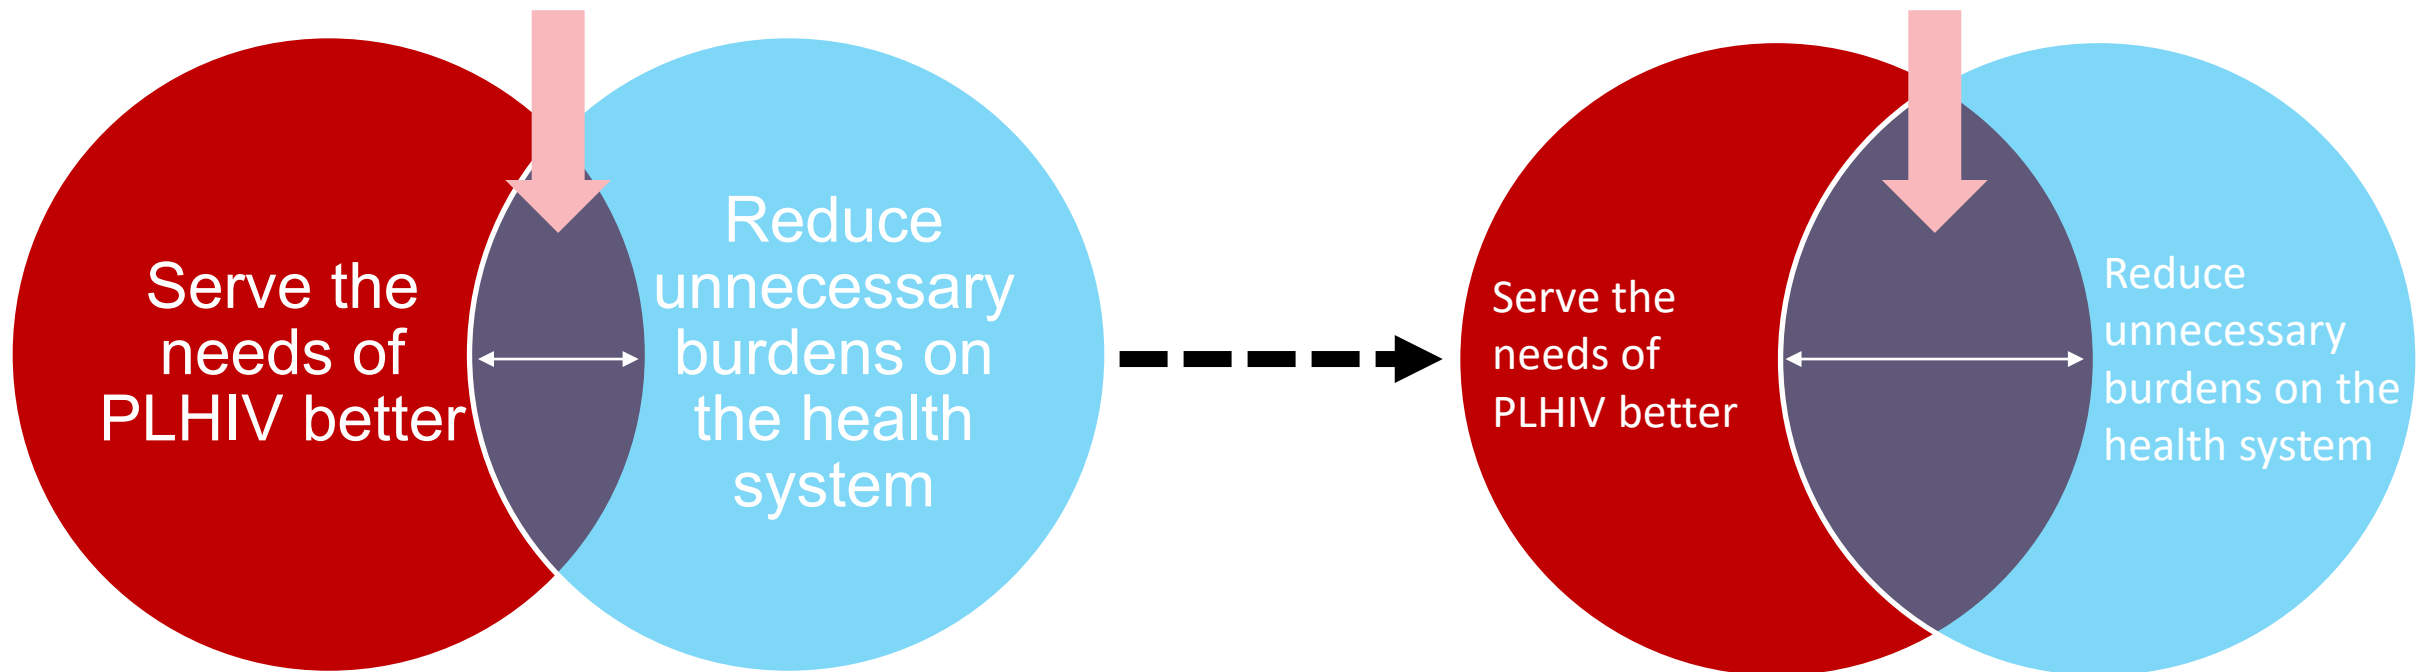 Serve the
needs of
PLHIV better
Reduce
unnecessary
burdens on
the health
system
Serve the
needs of
PLHIV better
Reduce
unnecessary
burdens on the
health system